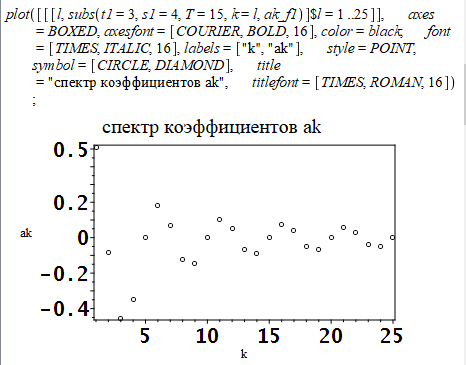 plot([[[l, subs(t1 = 3, s1 = 4, T = 15, k = l, ak_f1)]$l = 1 ..25]], axes
= BOXED, axesfont = [COURIER, BOLD, 16], color = black, font
= [TIMES, ITALIC, 16], labels = ["k", "ak"], style = POINT,
symbol = [CIRCLE, DIAMOND], title
= "спектр коэффициентов ak", titlefont = [TIMES, ROMAN, 16])
;
спектр коэффициентов ak
0.5
0.2
ak 0
-0.2
-0.4
5 10 15 20 25
k